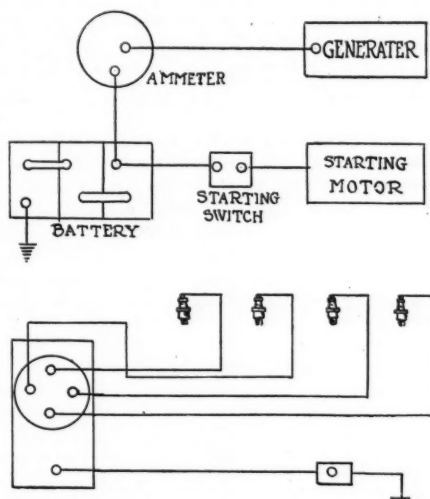 GENERATER
AMMETER
STARTING
MOTOR
STARTING
SWITCH
BATTERY